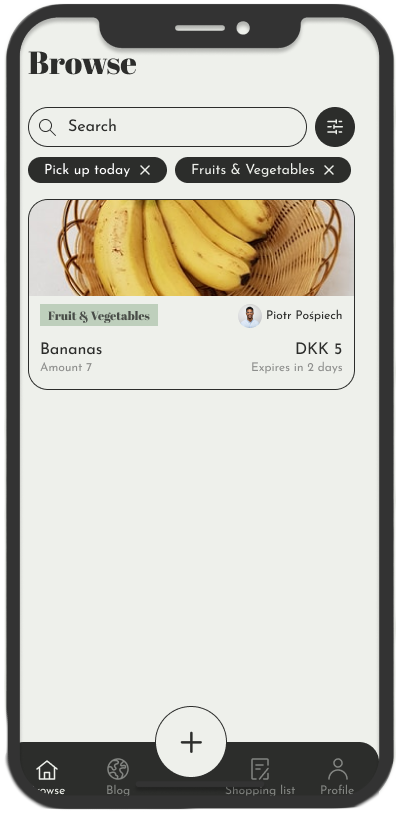 Browse
Search
Pick up today
Fruits & Vegetables
Fruit & Vegetables
Piotr Pośpiech
Bananas
DKK 5
Amount 7
Expires in 2 days
rowse
Blog
Shopping list
Profile